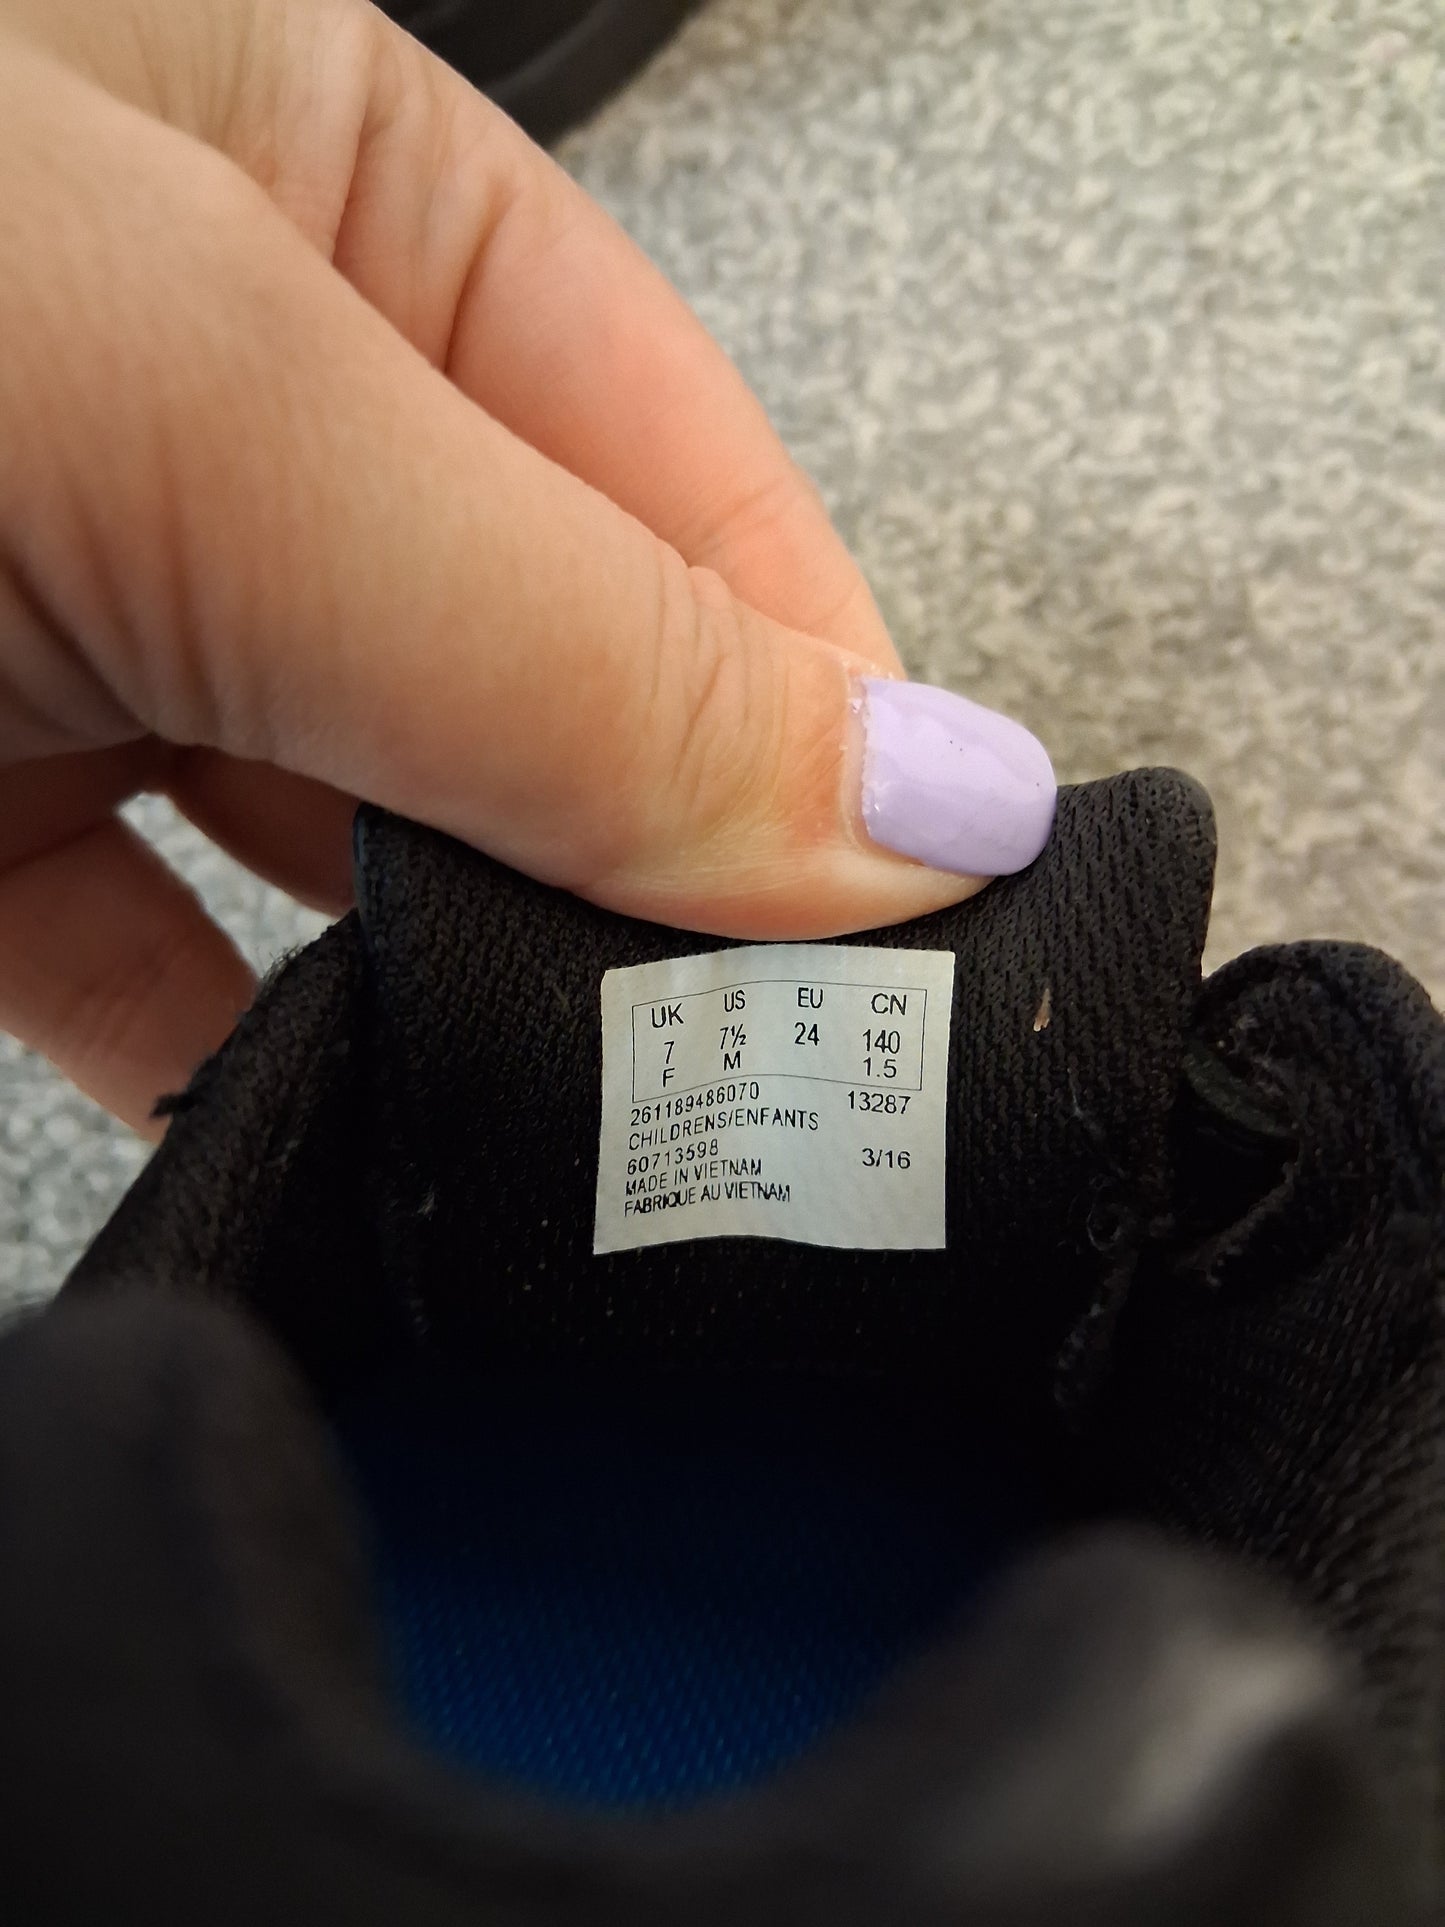 UK US EU CN
7 7½ 24 140
F M 1.5
261189486070 13287
CHILDRENS/ENFANTS
60713598 3/16
MADE IN VIETNAM
FABRIQUE AU VIETNAM